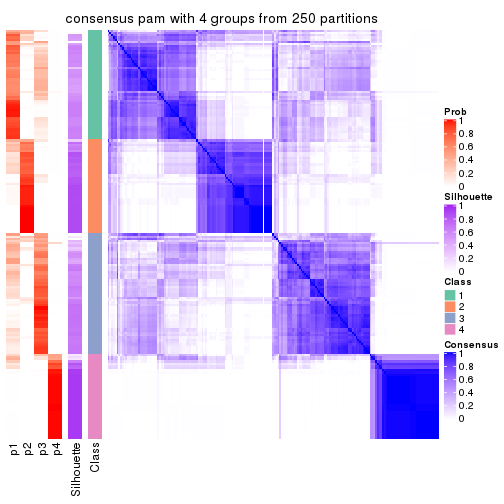 consensus pam with 4 groups from 250 partitions
Prob
1
0.8
0.6
0.4
0.2
0
Silhouette
1
0.8
0.6
0.4
0.2
0
Class
1
2
3
4
Consensus
1
0.8
0.6
0.4
0.2
0
p1
p2
p3
p4
Silhouette
Class